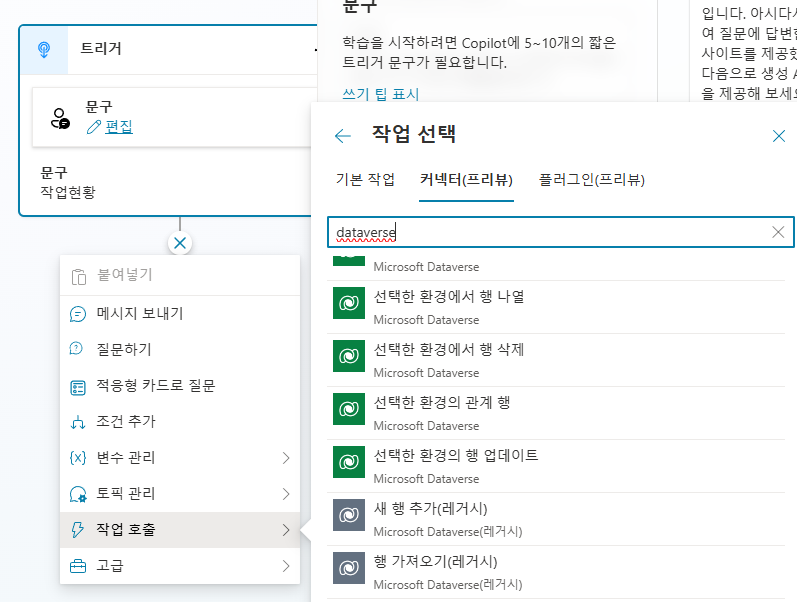 트리거
문구
편집
문구
작업현황
붙여넣기
메시지 보내기
질문하기
적응형 카드로 질문
조건 추가
변수 관리
토픽 관리
작업 호출
고급
문구
학습을 시작하려면 Copilot에 5~10개의 짧은
트리거 문구가 필요합니다.
쓰기 팁 표시
입니다. 아시다시
여 질문에 답변한
사이트를 제공했
다음으로 생성 A
을 제공해 보세요
작업 선택
기본 작업
커넥터(프리뷰)
플러그인(프리뷰)
dataverse
Microsoft Dataverse
선택한 환경에서 행 나열
Microsoft Dataverse
선택한 환경에서 행 삭제
Microsoft Dataverse
선택한 환경의 관계 행
Microsoft Dataverse
선택한 환경의 행 업데이트
Microsoft Dataverse
새 행 추가(레거시)
Microsoft Dataverse(레거시)
행 가져오기(레거시)
Microsoft Dataverse(레거시)